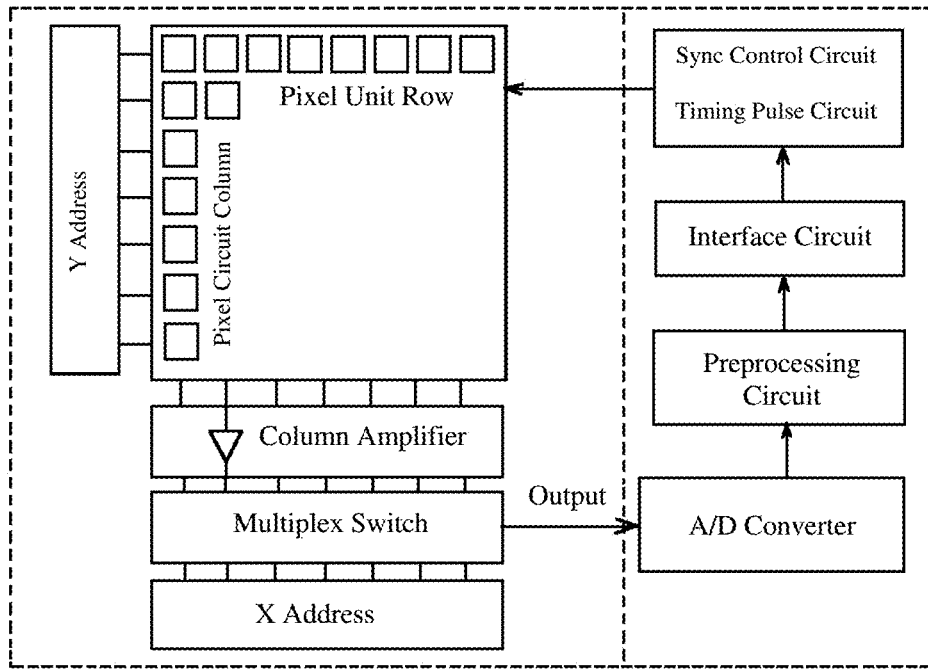 Y Address
Pixel Unit Row
Pixel Circuit Column
Column Amplifier
Multiplex Switch
X Address
Output
Sync Control Circuit
Timing Pulse Circuit
Interface Circuit
Preprocessing
Circuit
A/D Converter